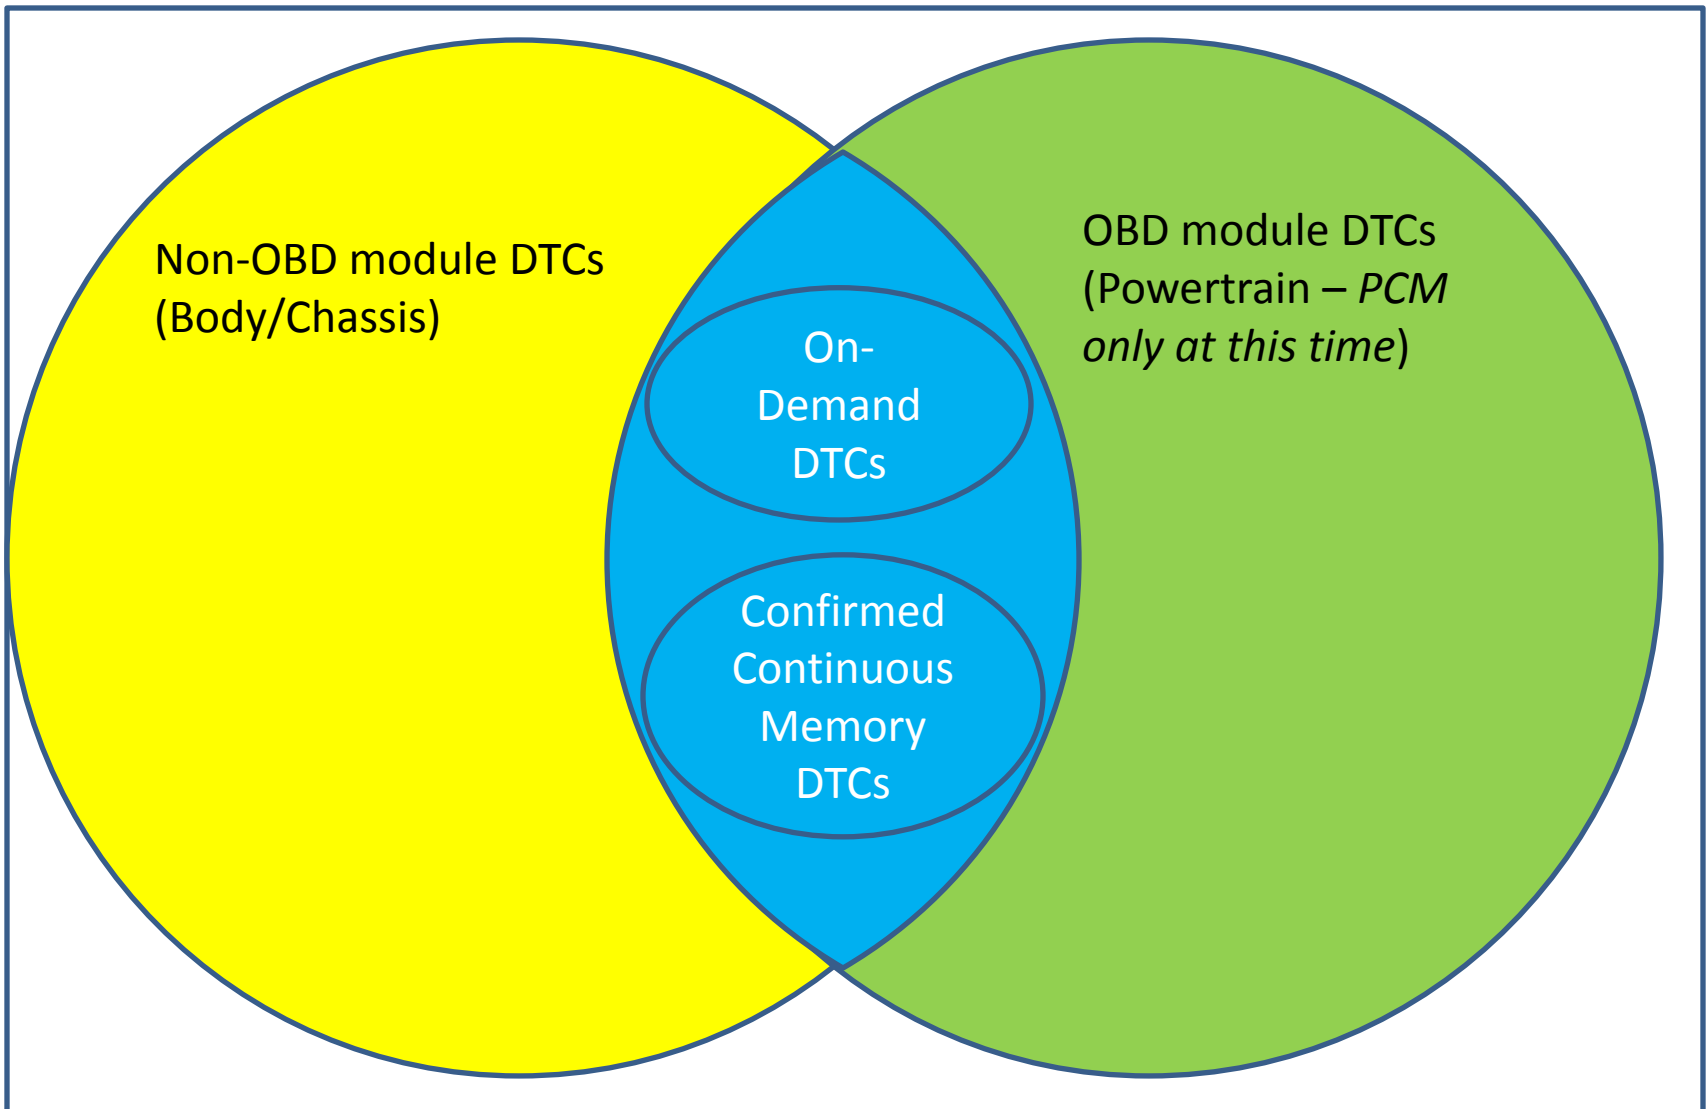 Non-OBD module DTCs
(Body/Chassis)
OBD module DTCs
(Powertrain – PCM
only at this time)
On-
Demand
DTCs
Confirmed
Continuous
Memory
DTCs